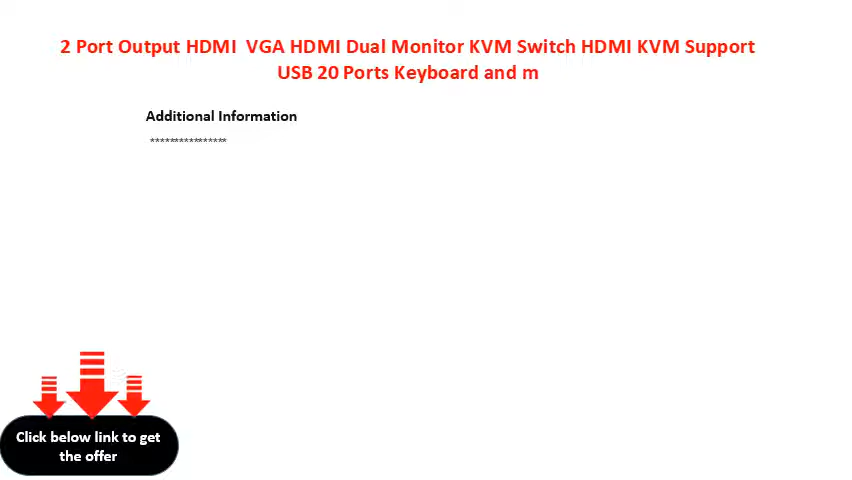 2 Port Output HDMI  VGA HDMI Dual Monitor KVM Switch HDMI KVM Support
USB 20 Ports Keyboard and m
Additional Information
****************
Click below link to get
the offer